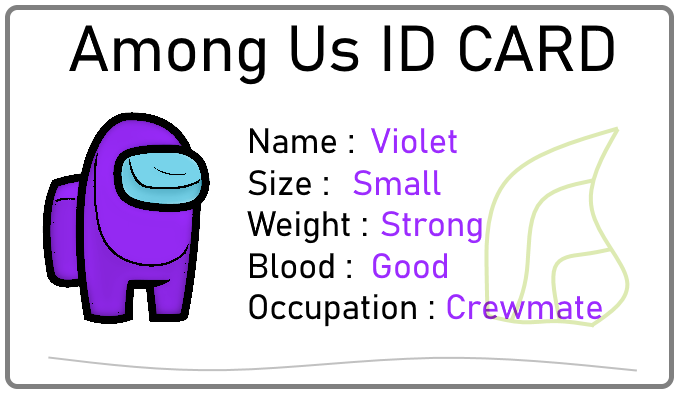 Among Us ID CARD
Name : Violet
Size : Small
Weight : Strong
Blood : Good
Occupation : Crewmate